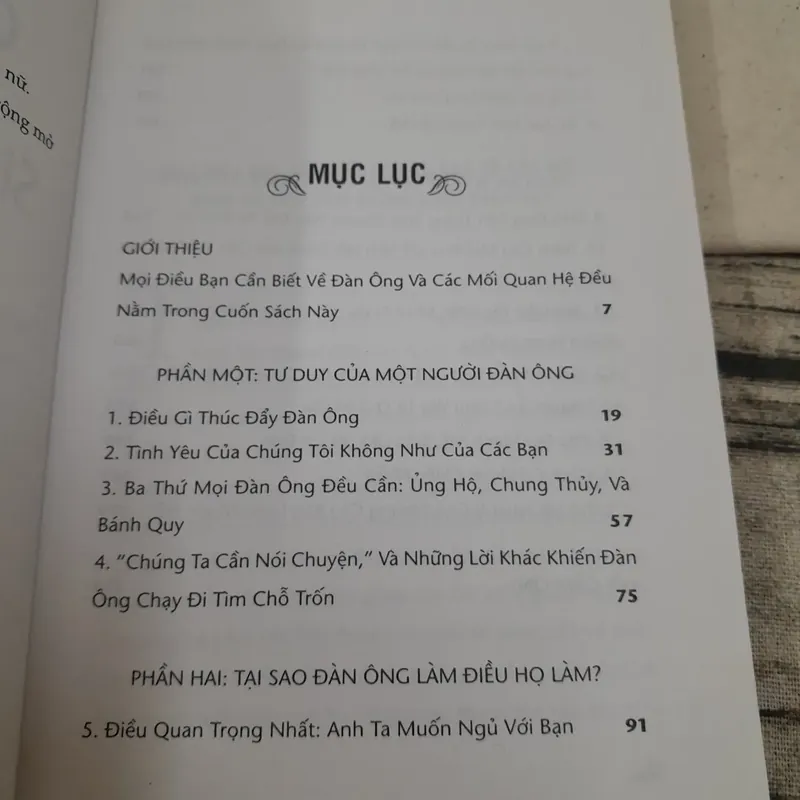 nữ.
rộng mở
MỤC LỤC
GIỚI THIỆU
Mọi Điều Bạn Cần Biết Về Đàn Ông Và Các Mối Quan Hệ Đều
Nằm Trong Cuốn Sách Này 7
PHẦN MỘT: TƯ DUY CỦA MỘT NGƯỜI ĐÀN ÔNG
1. Điều Gì Thúc Đẩy Đàn Ông 19
2. Tình Yêu Của Chúng Tôi Không Như Của Các Bạn 31
3. Ba Thứ Mọi Đàn Ông Đều Cần: Ủng Hộ, Chung Thủy, Và
Bánh Quy 57
4. “Chúng Ta Cần Nói Chuyện,” Và Những Lời Khác Khiến Đàn
Ông Chạy Đi Tìm Chỗ Trốn 75
PHẦN HAI: TẠI SAO ĐÀN ÔNG LÀM ĐIỀU HỌ LÀM?
5. Điều Quan Trọng Nhất: Anh Ta Muốn Ngủ Với Bạn 91